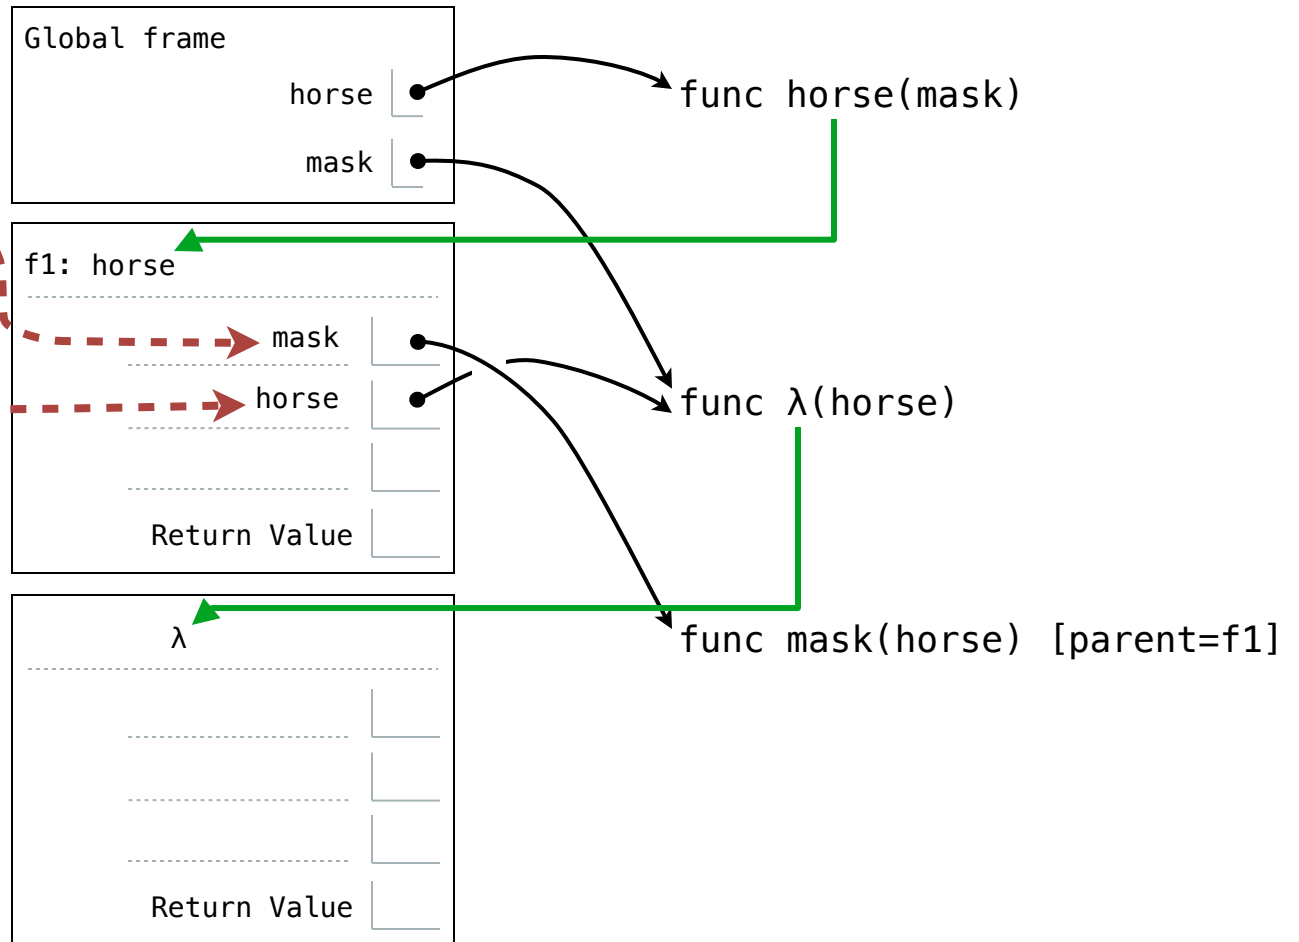 Global frame
horse
func horse(mask)
mask
f1: horse
mask
horse
func λ(horse)
Return Value
λ
func mask(horse) [parent=f1]
Return Value